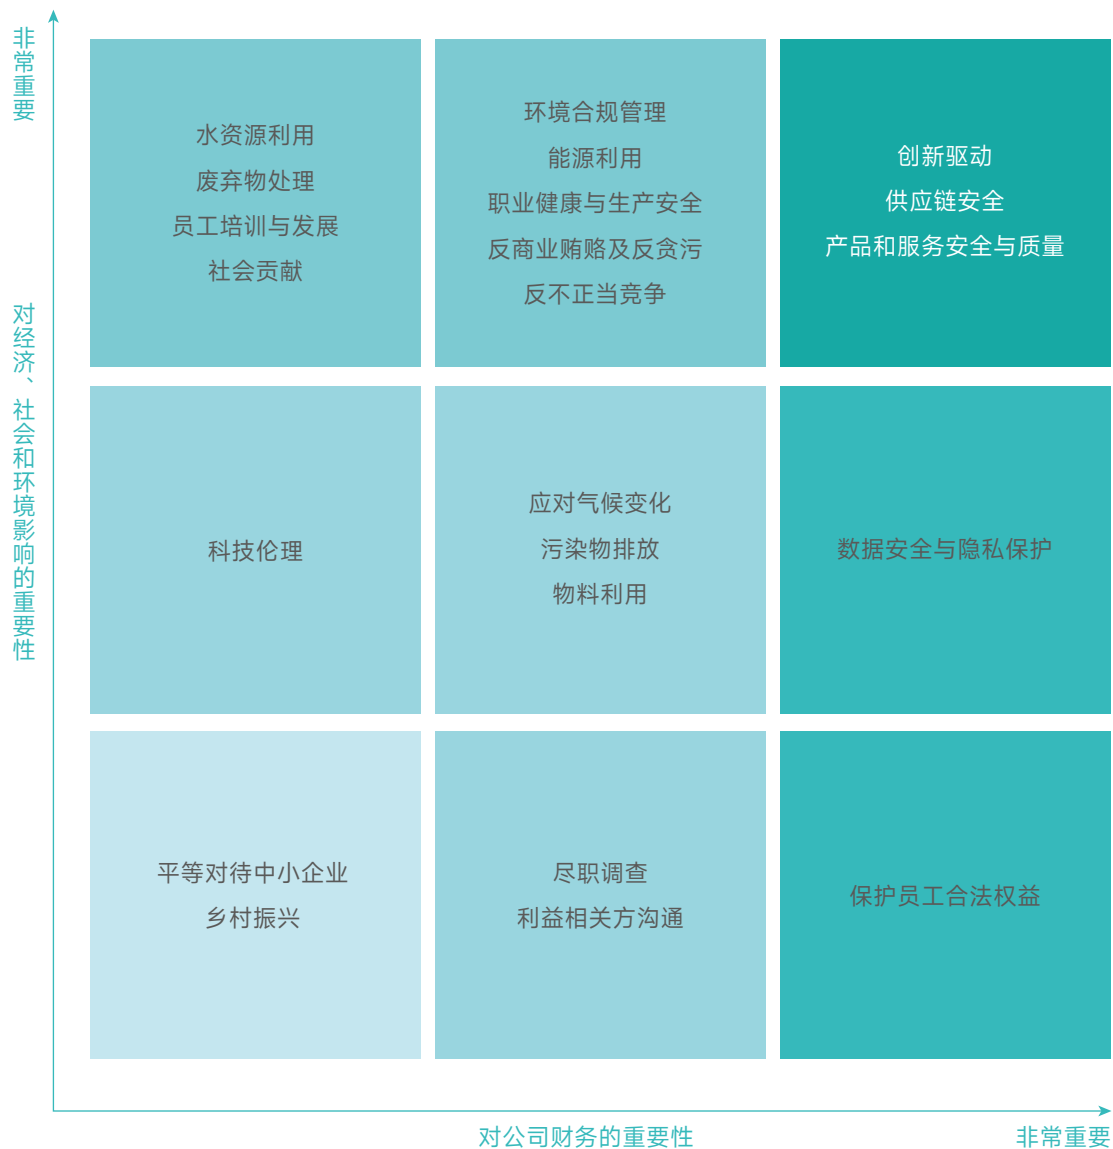 非常重要
对经济、社会和环境影响的重要性
水资源利用
废弃物处理
员工培训与发展
社会贡献
环境合规管理
能源利用
职业健康与生产安全
反商业贿赂及反贪污
反不正当竞争
创新驱动
供应链安全
产品和服务安全与质量
科技伦理
应对气候变化
污染物排放
物料利用
数据安全与隐私保护
平等对待中小企业
乡村振兴
尽职调查
利益相关方沟通
保护员工合法权益
对公司财务的重要性
非常重要